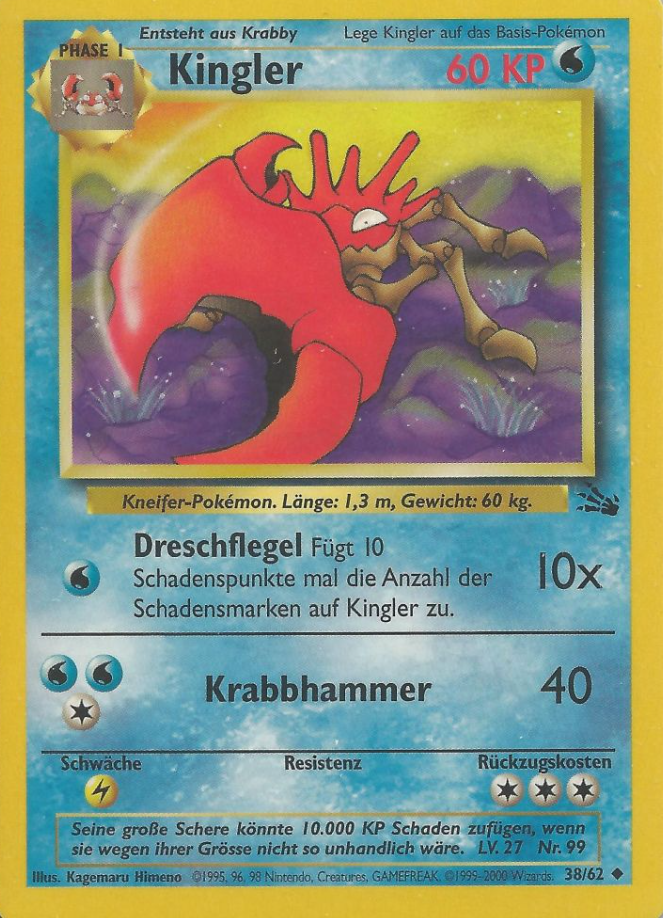 Entsteht aus Krabby Lege Kingler auf das Basis-Pokémon
PHASE 1
Kingler 60 KP
Kneifer-Pokémon. Länge: 1,3 m, Gewicht: 60 kg.
Dreschflegel Fügt 10
Schadenspunkte mal die Anzahl der
Schadensmarken auf Kingler zu.
10x
Krabbhammer 40
Schwäche Resistenz Rückzugskosten
Seine große Schere könnte 10.000 KP Schaden zufügen, wenn
sie wegen ihrer Grösse nicht so unhandlich wäre. LV. 27 Nr. 99
Illus. Kagemaru Himeno ©1995, 96, 98 Nintendo, Creatures, GAMEFREAK. ©1999-2000 Wizards. 38/62